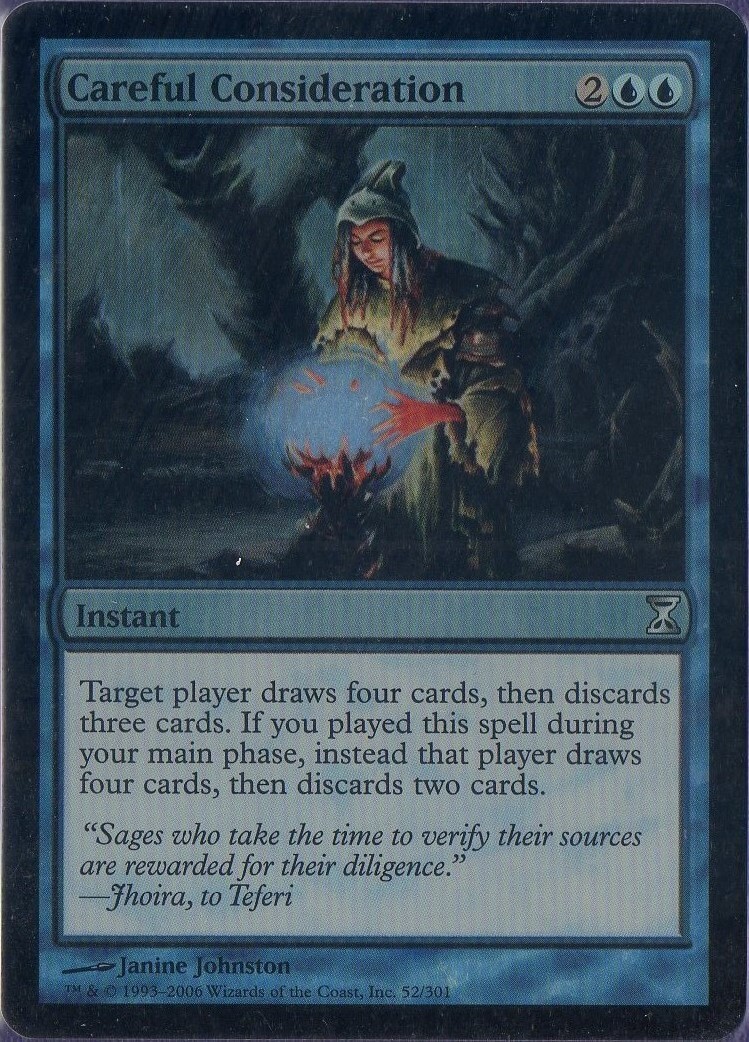 Careful Consideration 2
Instant
Target player draws four cards, then discards
three cards. If you played this spell during
your main phase, instead that player draws
four cards, then discards two cards.
“Sages who take the time to verify their sources
are rewarded for their diligence.”
—Jhoira, to Teferi
Janine Johnston
™ & © 1993–2006 Wizards of the Coast, Inc. 52/301